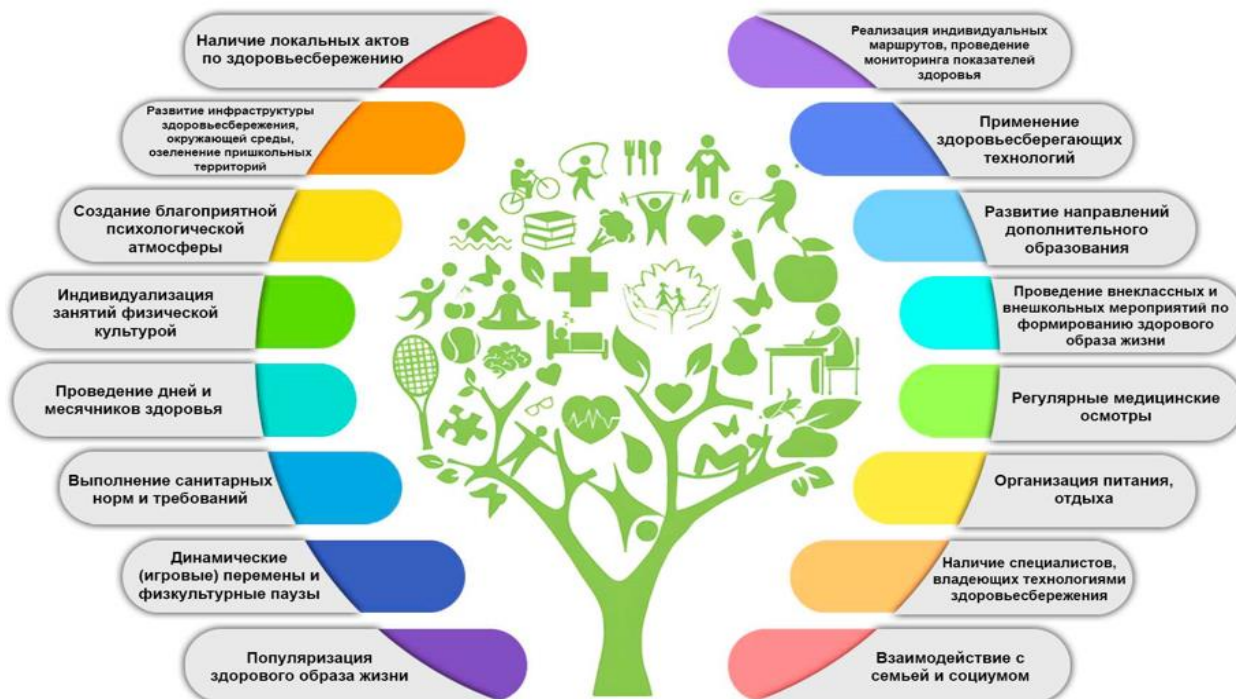 Наличие локальных актов
по здоровьесбережению
Развитие инфраструктуры
здоровьесбережения,
окружающей среды,
озеленение пришкольных
территорий
Создание благоприятной
психологической
атмосферы
Индивидуализация
занятий физической
культурой
Проведение дней и
месячников здоровья
Выполнение санитарных
норм и требований
Динамические
(игровые) перемены и
физкультурные паузы
Популяризация
здорового образа жизни
Реализация индивидуальных
маршрутов, проведение
мониторинга показателей
здоровья
Применение
здоровьесберегающих
технологий
Развитие направлений
дополнительного
образования
Проведение внеклассных и
внешкольных мероприятий по
формированию здорового
образа жизни
Регулярные медицинские
осмотры
Организация питания,
отдыха
Наличие специалистов,
владеющих технологиями
здоровьесбережения
Взаимодействие с
семьей и социумом